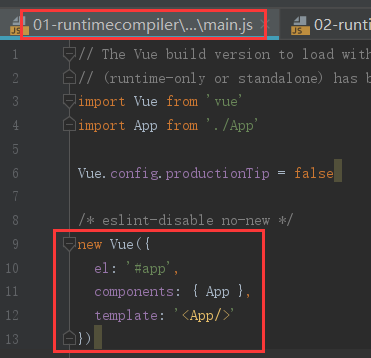 01-runtimecompiler\...\main.js
02-runti
1 // The Vue build version to load with
2 // (runtime-only or standalone) has b
3 import Vue from 'vue'
4 import App from './App'
5
6 Vue.config.productionTip = false
7
8 /* eslint-disable no-new */
9 new Vue({
10 el: '#app',
11 components: { App },
12 template: '<App/>'
13 })